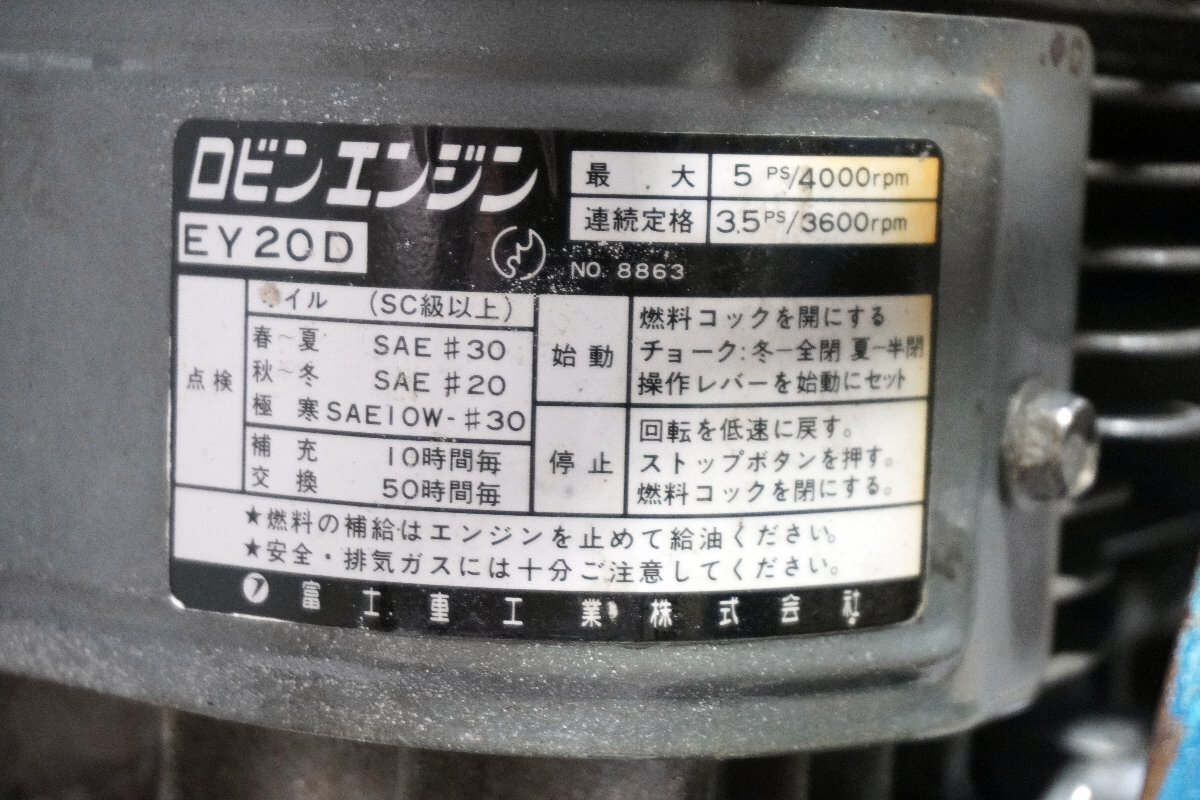 ロビンエンジン
EY20D
最大 5 PS/4000rpm
連続定格 3.5PS/3600rpm
NO. 8863
点検
オイル (SC級以上)
春～夏 SAE #30
秋～冬 SAE #20
極寒 SAE10W-#30
補充 10時間毎
交換 50時間毎
始動
燃料コックを開にする
チョーク:冬－全閉 夏－半閉
操作レバーを始動にセット
停止
回転を低速に戻す。
ストップボタンを押す。
燃料コックを閉にする。
★燃料の補給はエンジンを止めて給油ください。
★安全・排気ガスには十分ご注意してください。
富士重工業株式会社